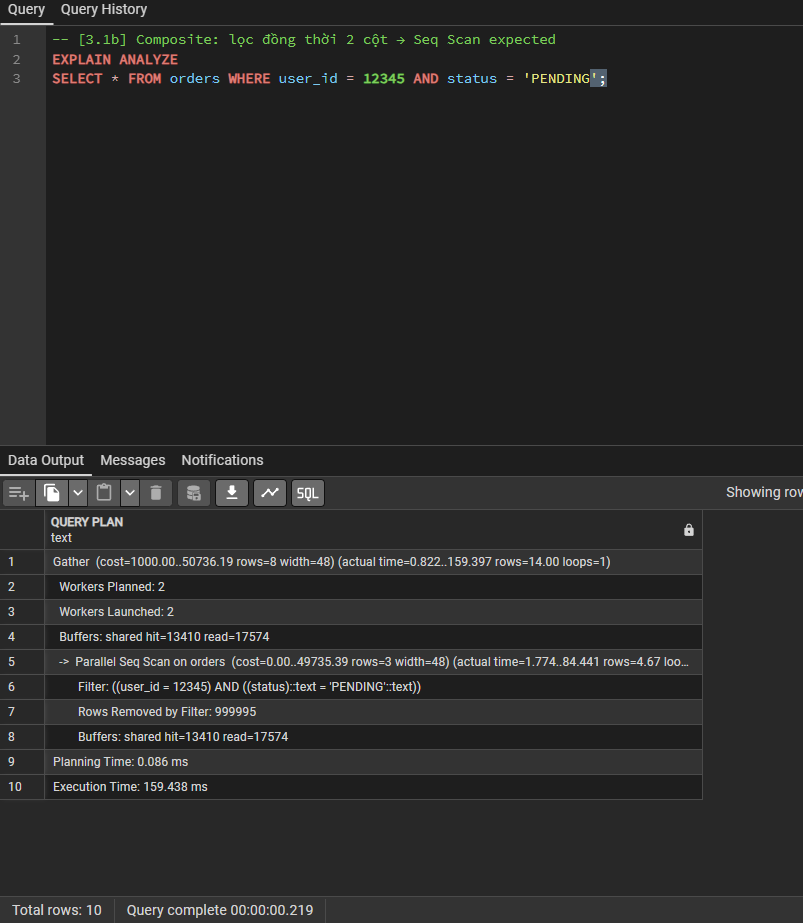 Query Query History
1 -- [3.1b] Composite: lọc đồng thời 2 cột → Seq Scan expected
2 EXPLAIN ANALYZE
3 SELECT * FROM orders WHERE user_id = 12345 AND status = 'PENDING';
Data Output Messages Notifications
SQL Showing row
QUERY PLAN
text
1 Gather (cost=1000.00..50736.19 rows=8 width=48) (actual time=0.822..159.397 rows=14.00 loops=1)
2 Workers Planned: 2
3 Workers Launched: 2
4 Buffers: shared hit=13410 read=17574
5 -> Parallel Seq Scan on orders (cost=0.00..49735.39 rows=3 width=48) (actual time=1.774..84.441 rows=4.67 loo...
6 Filter: ((user_id = 12345) AND ((status)::text = 'PENDING'::text))
7 Rows Removed by Filter: 999995
8 Buffers: shared hit=13410 read=17574
9 Planning Time: 0.086 ms
10 Execution Time: 159.438 ms
Total rows: 10 Query complete 00:00:00.219